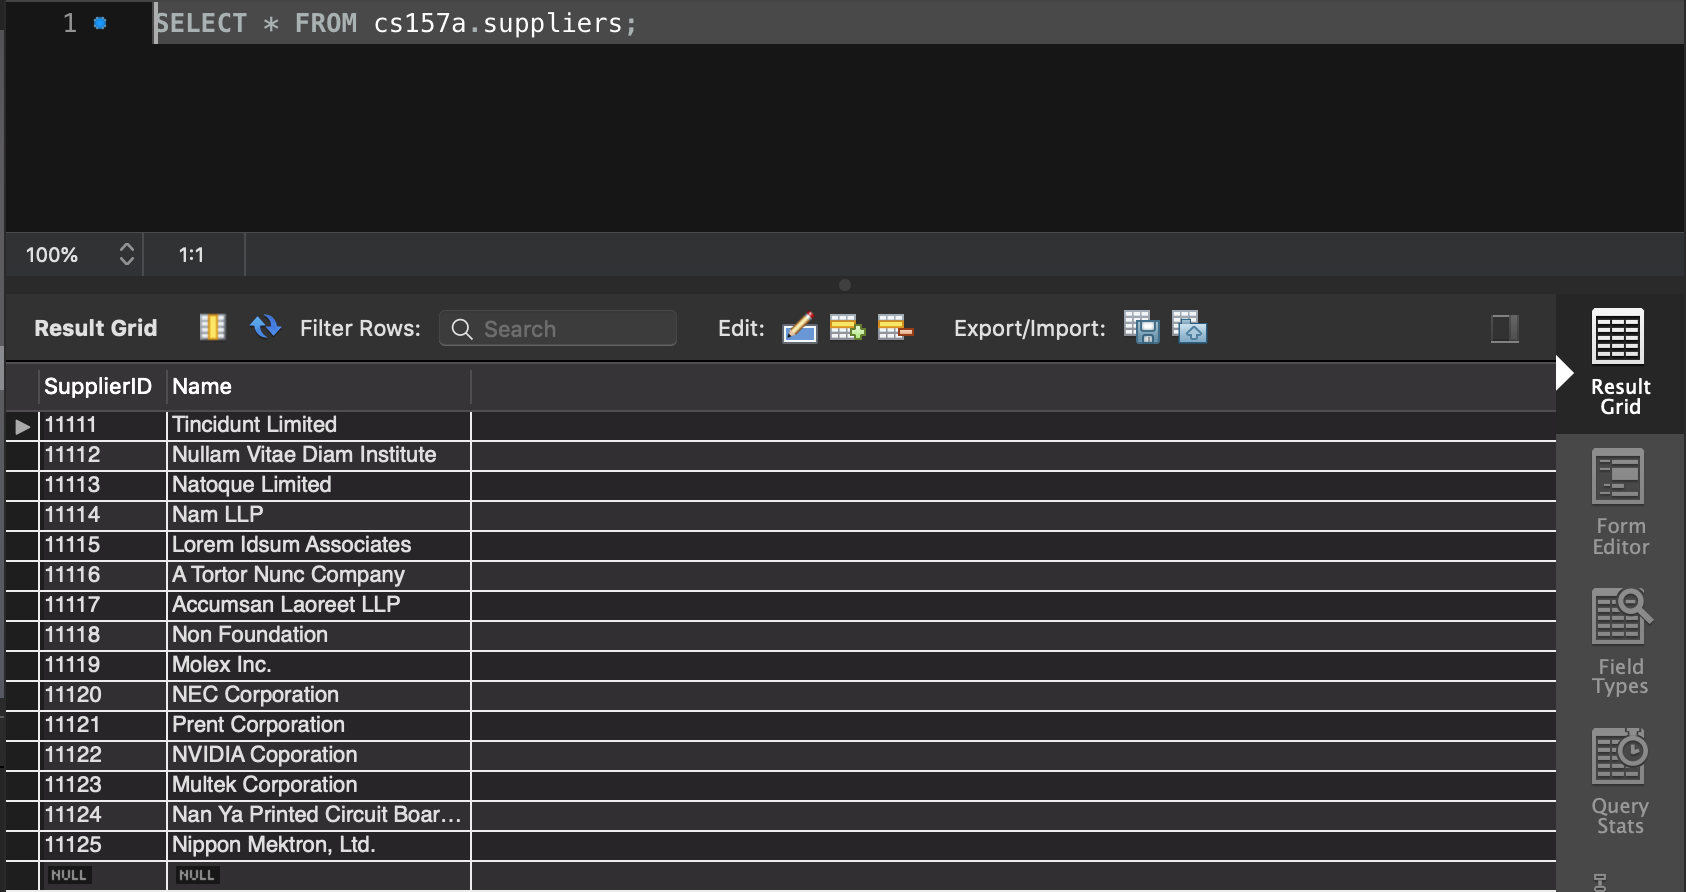 1 SELECT * FROM cs157a.suppliers;
100% 1:1
Result Grid Filter Rows: Search Edit: Export/Import:
SupplierID Name
11111 Tincidunt Limited
11112 Nullam Vitae Diam Institute
11113 Natoque Limited
11114 Nam LLP
11115 Lorem Idsum Associates
11116 A Tortor Nunc Company
11117 Accumsan Laoreet LLP
11118 Non Foundation
11119 Molex Inc.
11120 NEC Corporation
11121 Prent Corporation
11122 NVIDIA Coporation
11123 Multek Corporation
11124 Nan Ya Printed Circuit Boar...
11125 Nippon Mektron, Ltd.
NULL NULL
Result
Grid
Form
Editor
Field
Types
Query
Stats